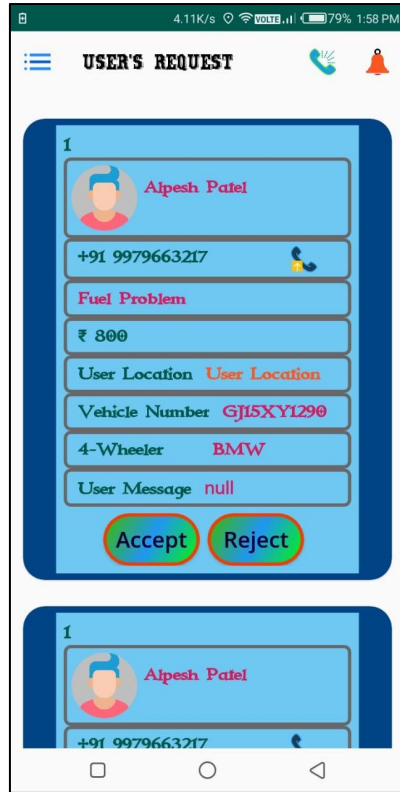 4.11K/s VOLTE 79% 1:58 PM
USER'S REQUEST
1
Alpesh Patel
+91 9979663217
Fuel Problem
₹ 800
User Location User Location
Vehicle Number GJ15XY1290
4-Wheeler BMW
User Message null
Accept Reject
1
Alpesh Patel
+91 9979663217